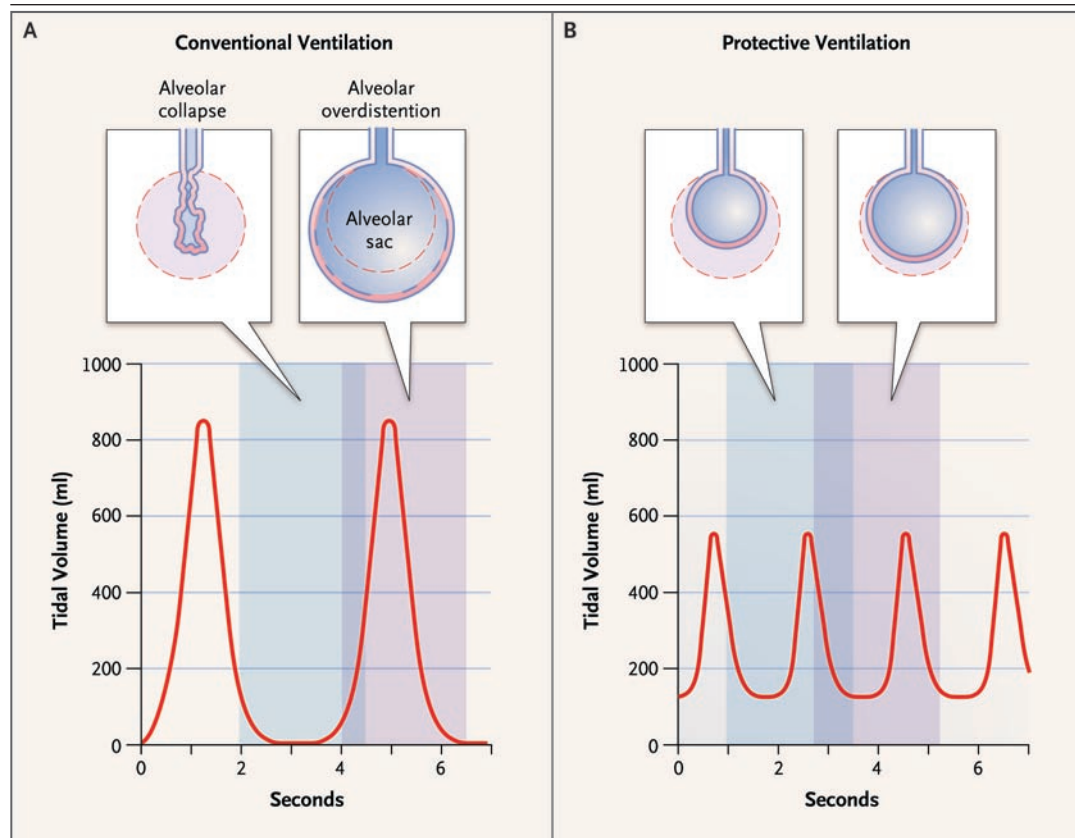 A
Conventional Ventilation
Alveolar
collapse
Alveolar
overdistention
Alveolar
sac
1000
800
600
400
200
0
Tidal Volume (ml)
0 2 4 6
Seconds
B
Protective Ventilation
1000
800
600
400
200
0
Tidal Volume (ml)
0 2 4 6
Seconds